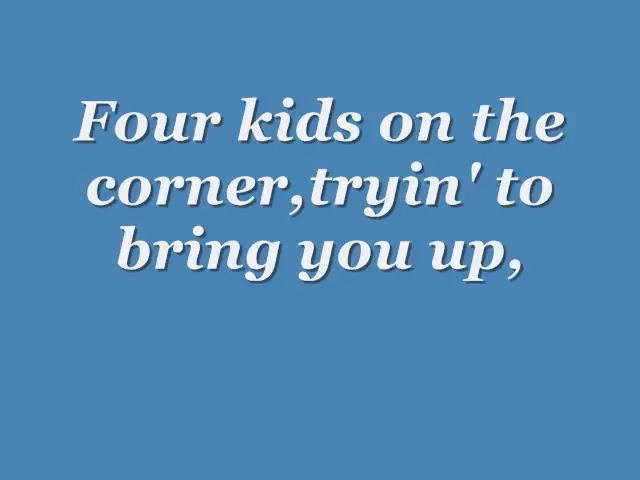 Four kids on the
corner,tryin' to
bring you up,